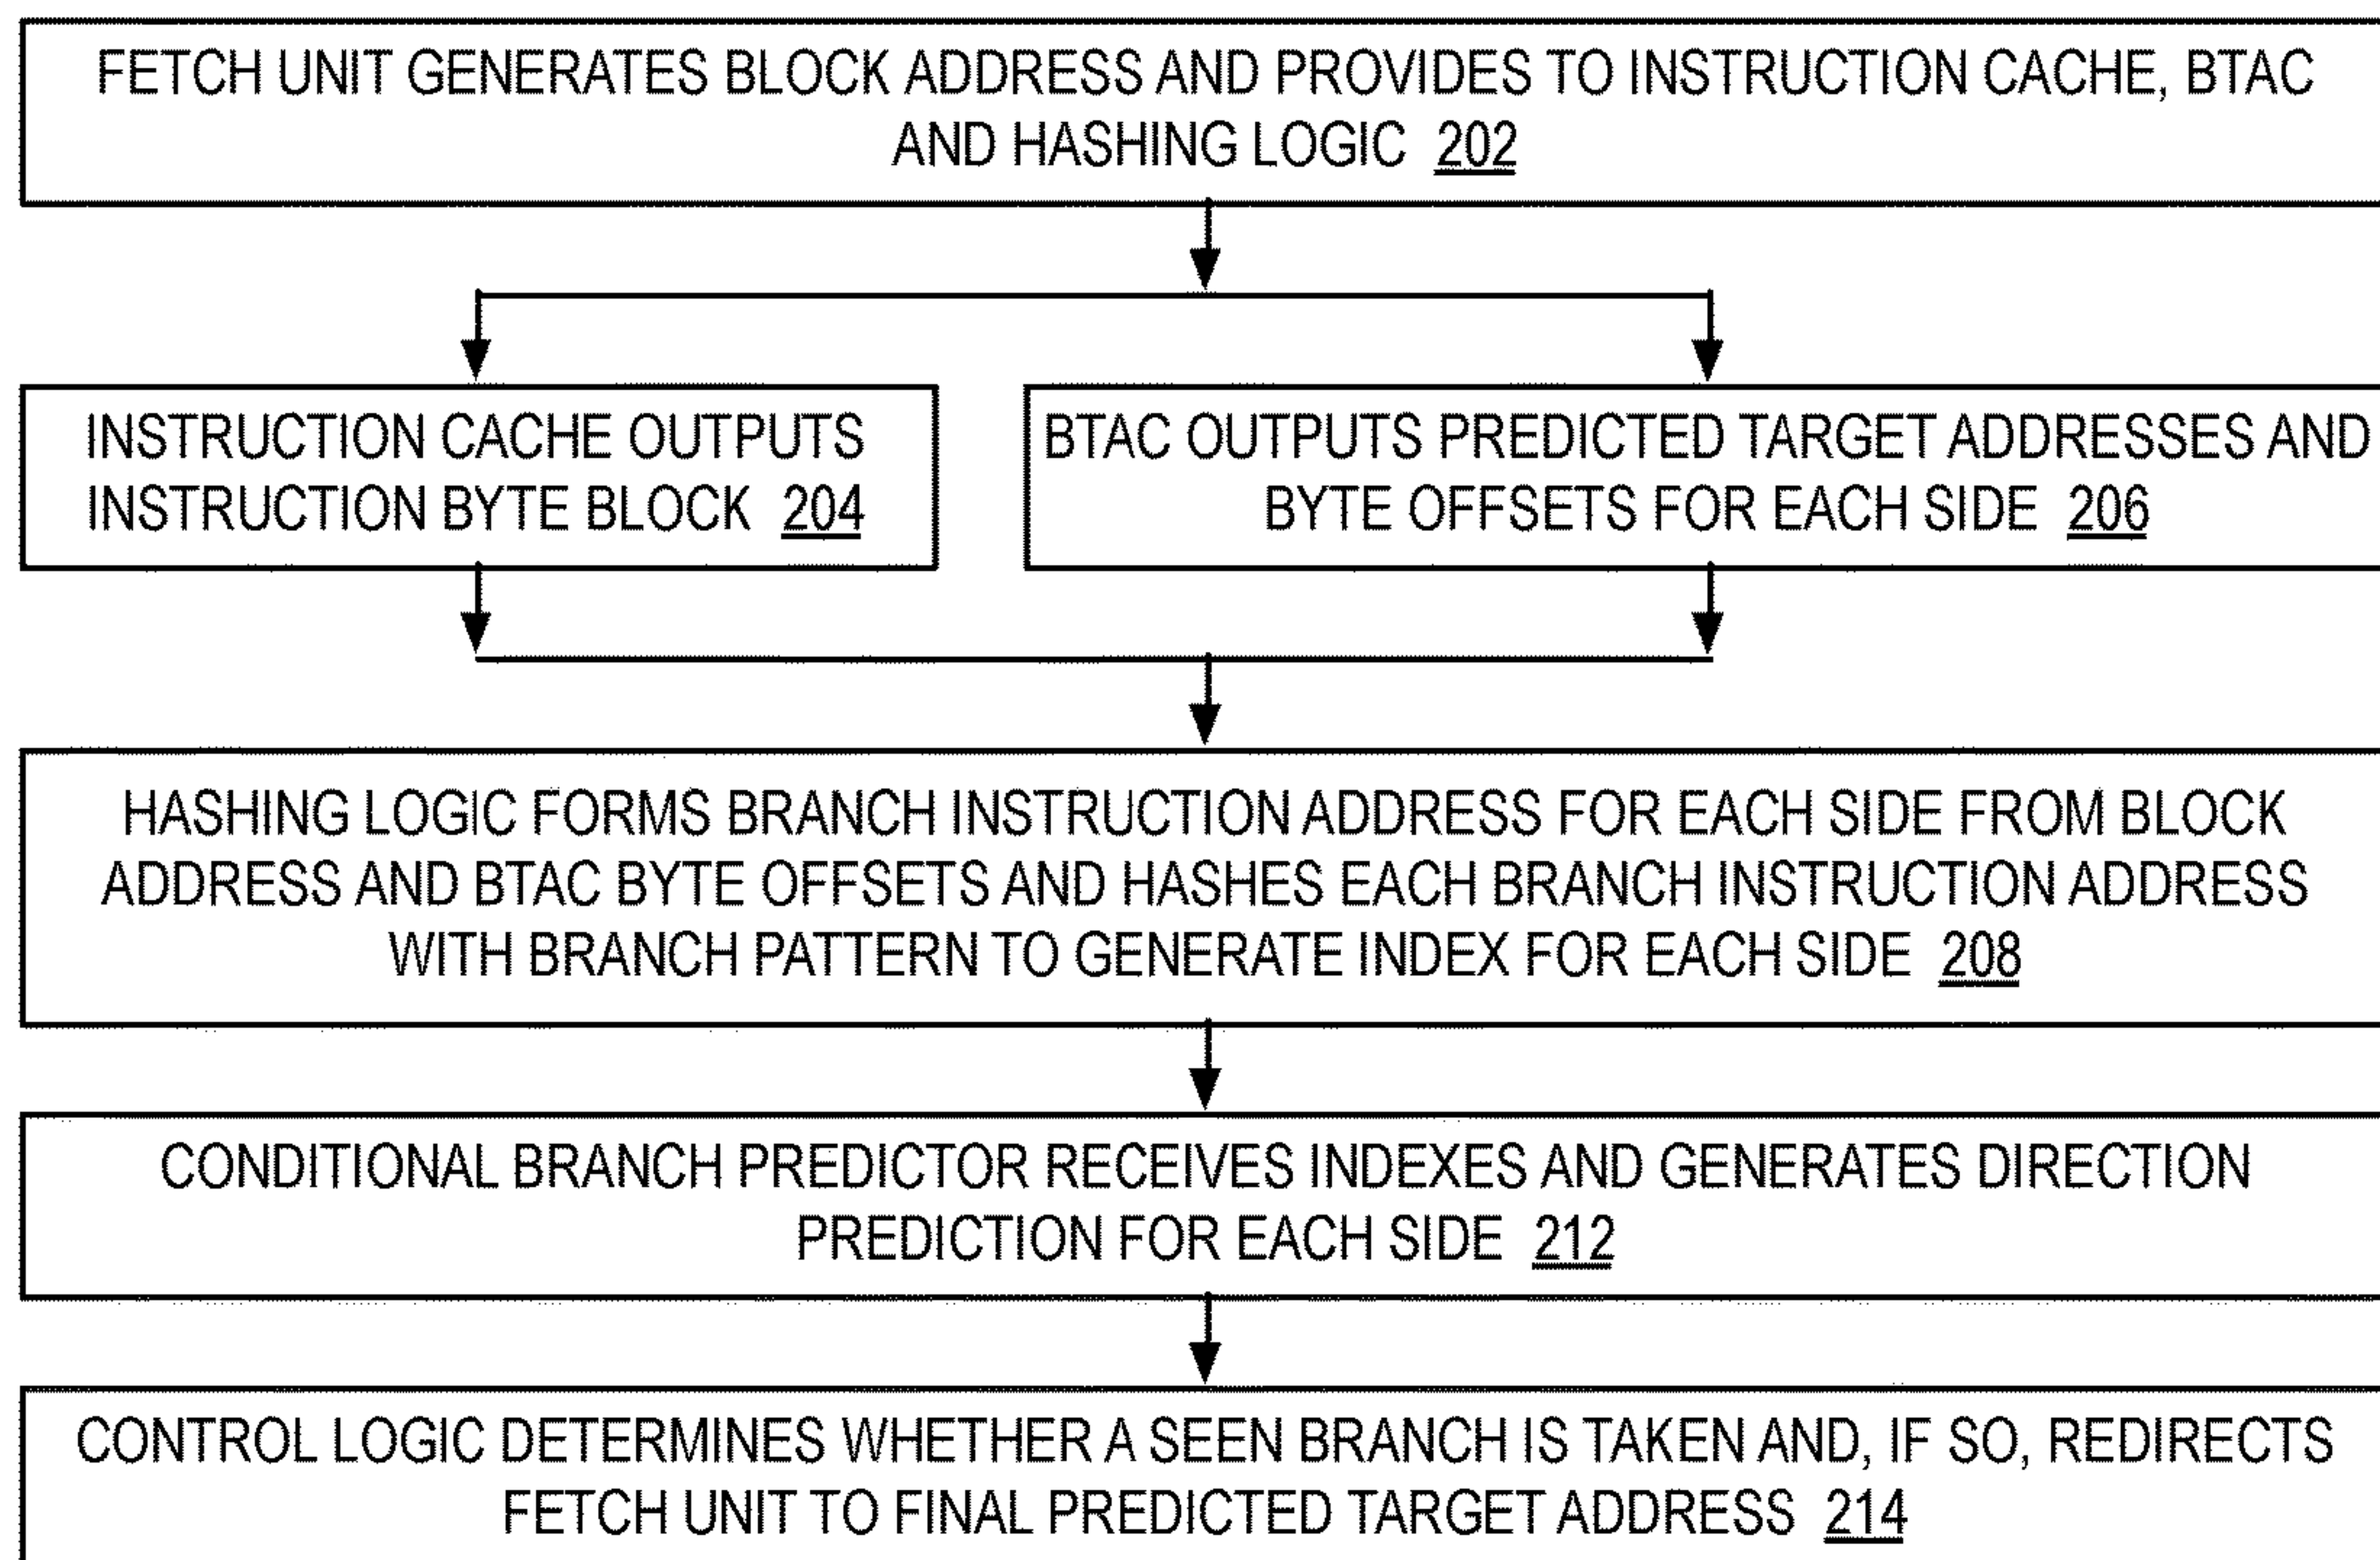 FETCH UNIT GENERATES BLOCK ADDRESS AND PROVIDES TO INSTRUCTION CACHE, BTAC
AND HASHING LOGIC 202
INSTRUCTION CACHE OUTPUTS
INSTRUCTION BYTE BLOCK 204
BTAC OUTPUTS PREDICTED TARGET ADDRESSES AND
BYTE OFFSETS FOR EACH SIDE 206
HASHING LOGIC FORMS BRANCH INSTRUCTION ADDRESS FOR EACH SIDE FROM BLOCK
ADDRESS AND BTAC BYTE OFFSETS AND HASHES EACH BRANCH INSTRUCTION ADDRESS
WITH BRANCH PATTERN TO GENERATE INDEX FOR EACH SIDE 208
CONDITIONAL BRANCH PREDICTOR RECEIVES INDEXES AND GENERATES DIRECTION
PREDICTION FOR EACH SIDE 212
CONTROL LOGIC DETERMINES WHETHER A SEEN BRANCH IS TAKEN AND, IF SO, REDIRECTS
FETCH UNIT TO FINAL PREDICTED TARGET ADDRESS 214